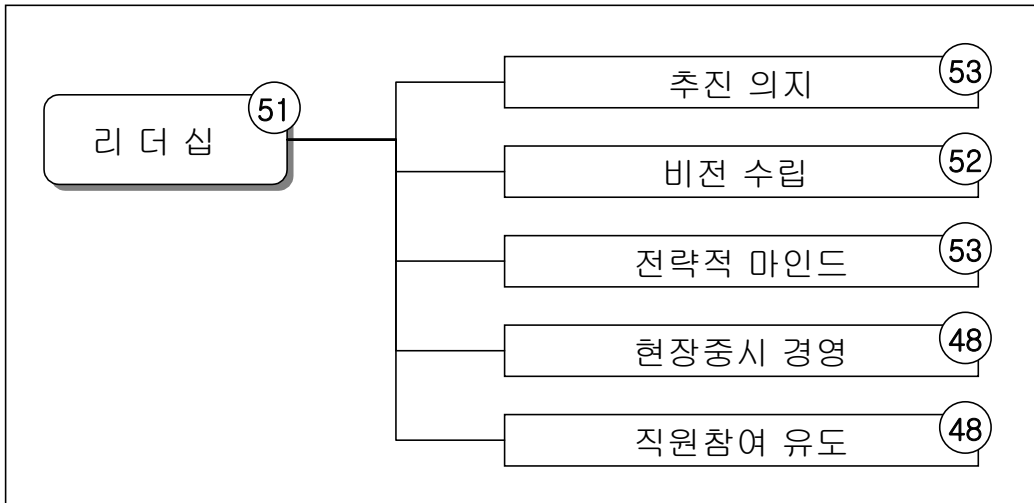 리 더 십
51
추진 의지
53
비전 수립
52
전략적 마인드
53
현장중시 경영
48
직원참여 유도
48